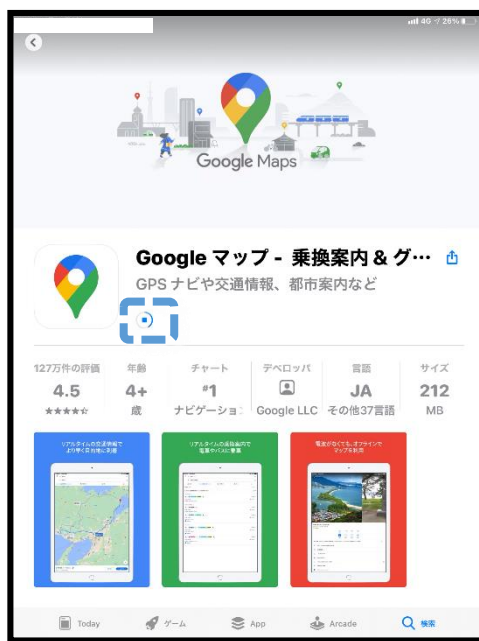 4G 26%
Google Maps
Google マップ - 乗換案内 & グ…
GPS ナビや交通情報、都市案内など
127万件の評価
4.5
年齢
4+
歳
チャート
#1
ナビゲーショ
デベロッパ
Google LLC
言語
JA
その他37言語
サイズ
212
MB
リアルタイムの交通情報で
より早く目的地に到着
リアルタイムの乗換案内で
電車やバスに乗車
電波がなくても、オフラインで
マップを利用
Today
ゲーム
App
Arcade
検索